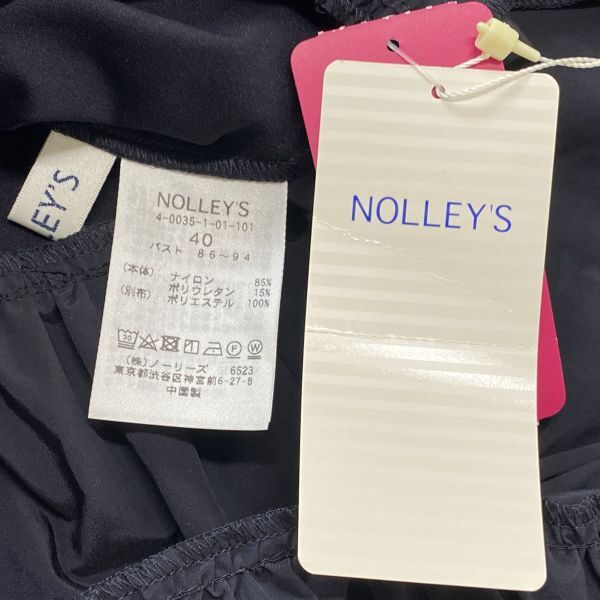 LEY'S
NOLLEY'S
4-0035-1-01-101
40
バスト 86~94
(本体) ナイロン 85%
ポリウレタン 15%
(別布) ポリエステル 100%
(株)ノーリーズ 6523
東京都渋谷区神宮前6-27-8
中国製
NOLLEY'S